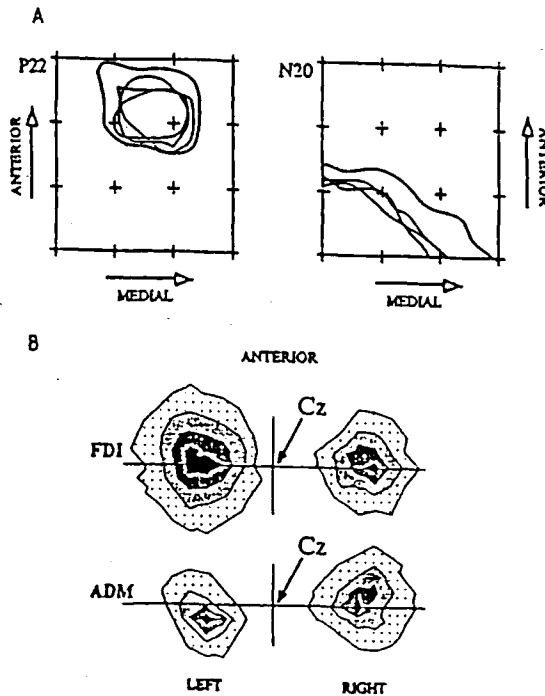 A
P22
N20
ANTERIOR
ANTERIOR
MEDIAL
MEDIAL
B
ANTERIOR
Cz
FDI
Cz
ADM
LEFT
RIGHT